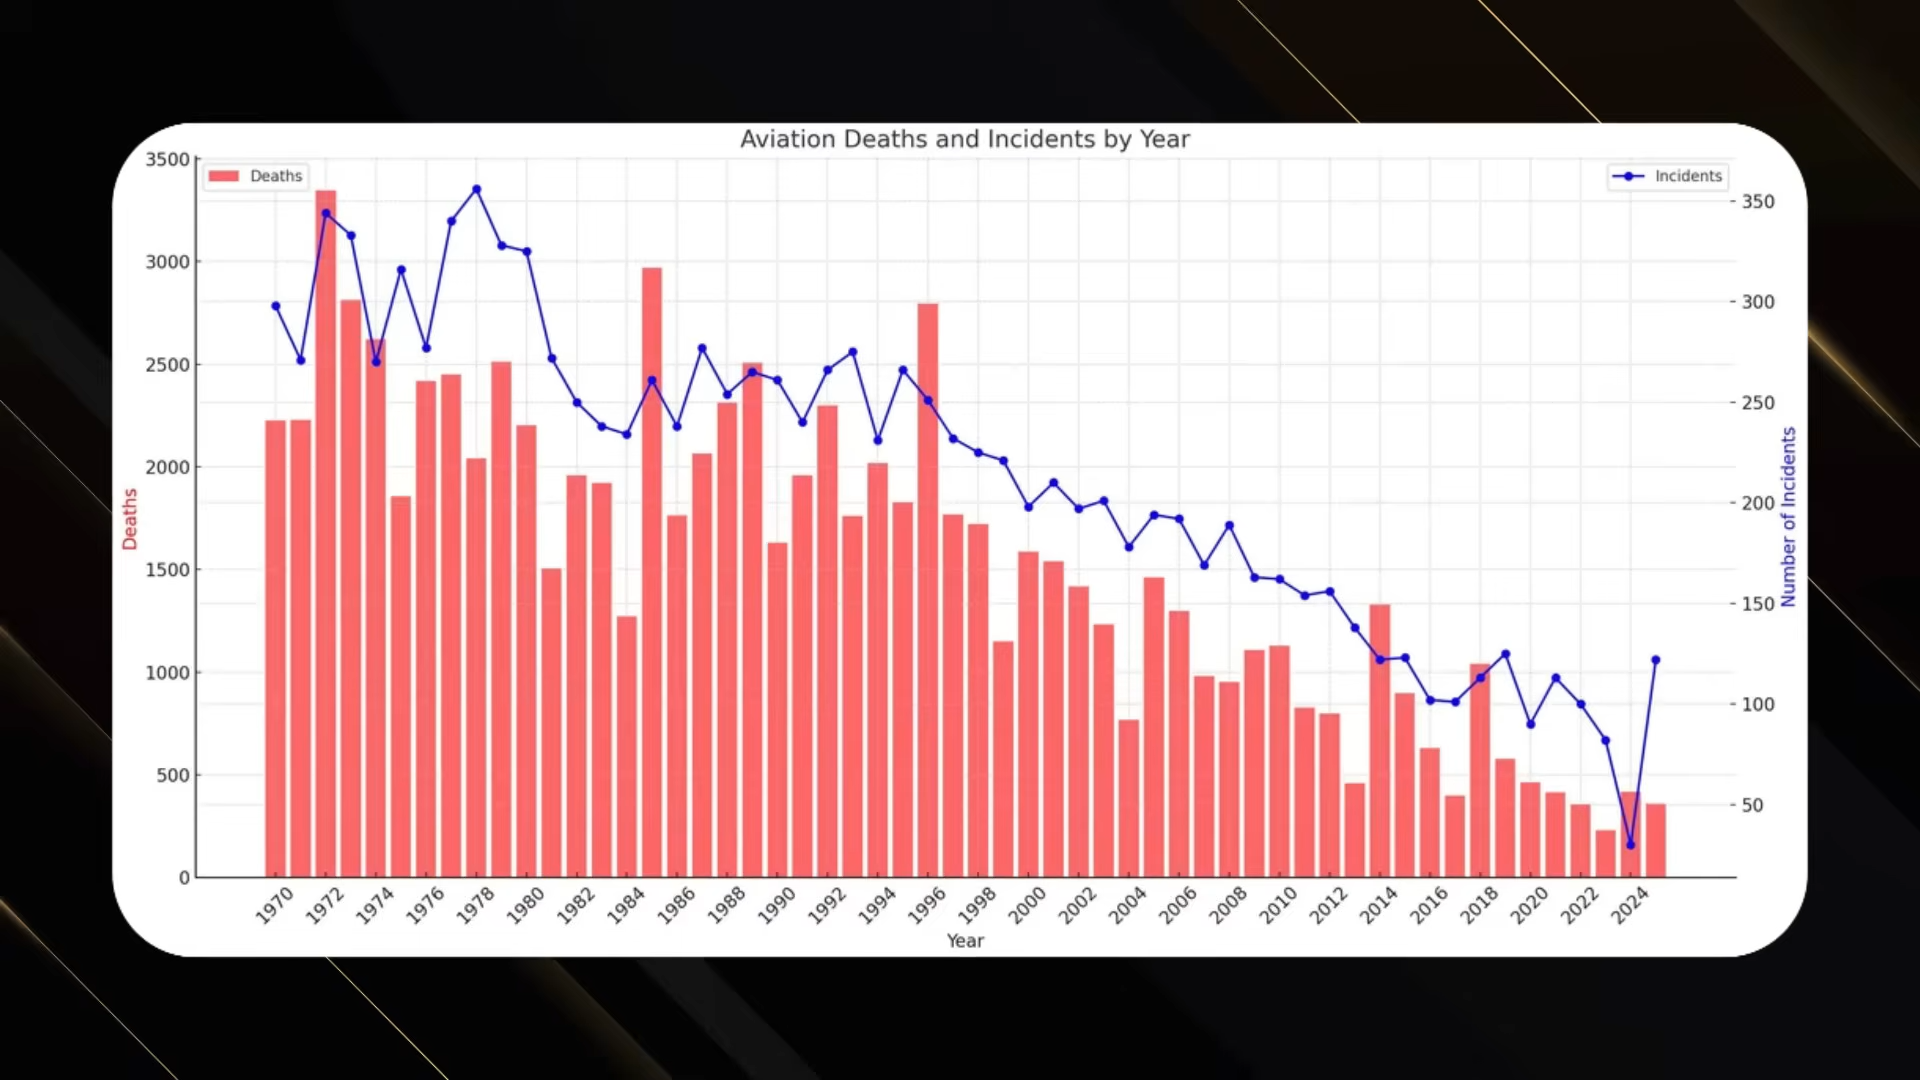 Aviation Deaths and Incidents by Year
Deaths
Incidents
3500
3000
2500
2000
1500
1000
500
0
Deaths
350
300
250
200
150
100
50
Number of Incidents
1970 1972 1974 1976 1978 1980 1982 1984 1986 1988 1990 1992 1994 1996 1998 2000 2002 2004 2006 2008 2010 2012 2014 2016 2018 2020 2022 2024
Year